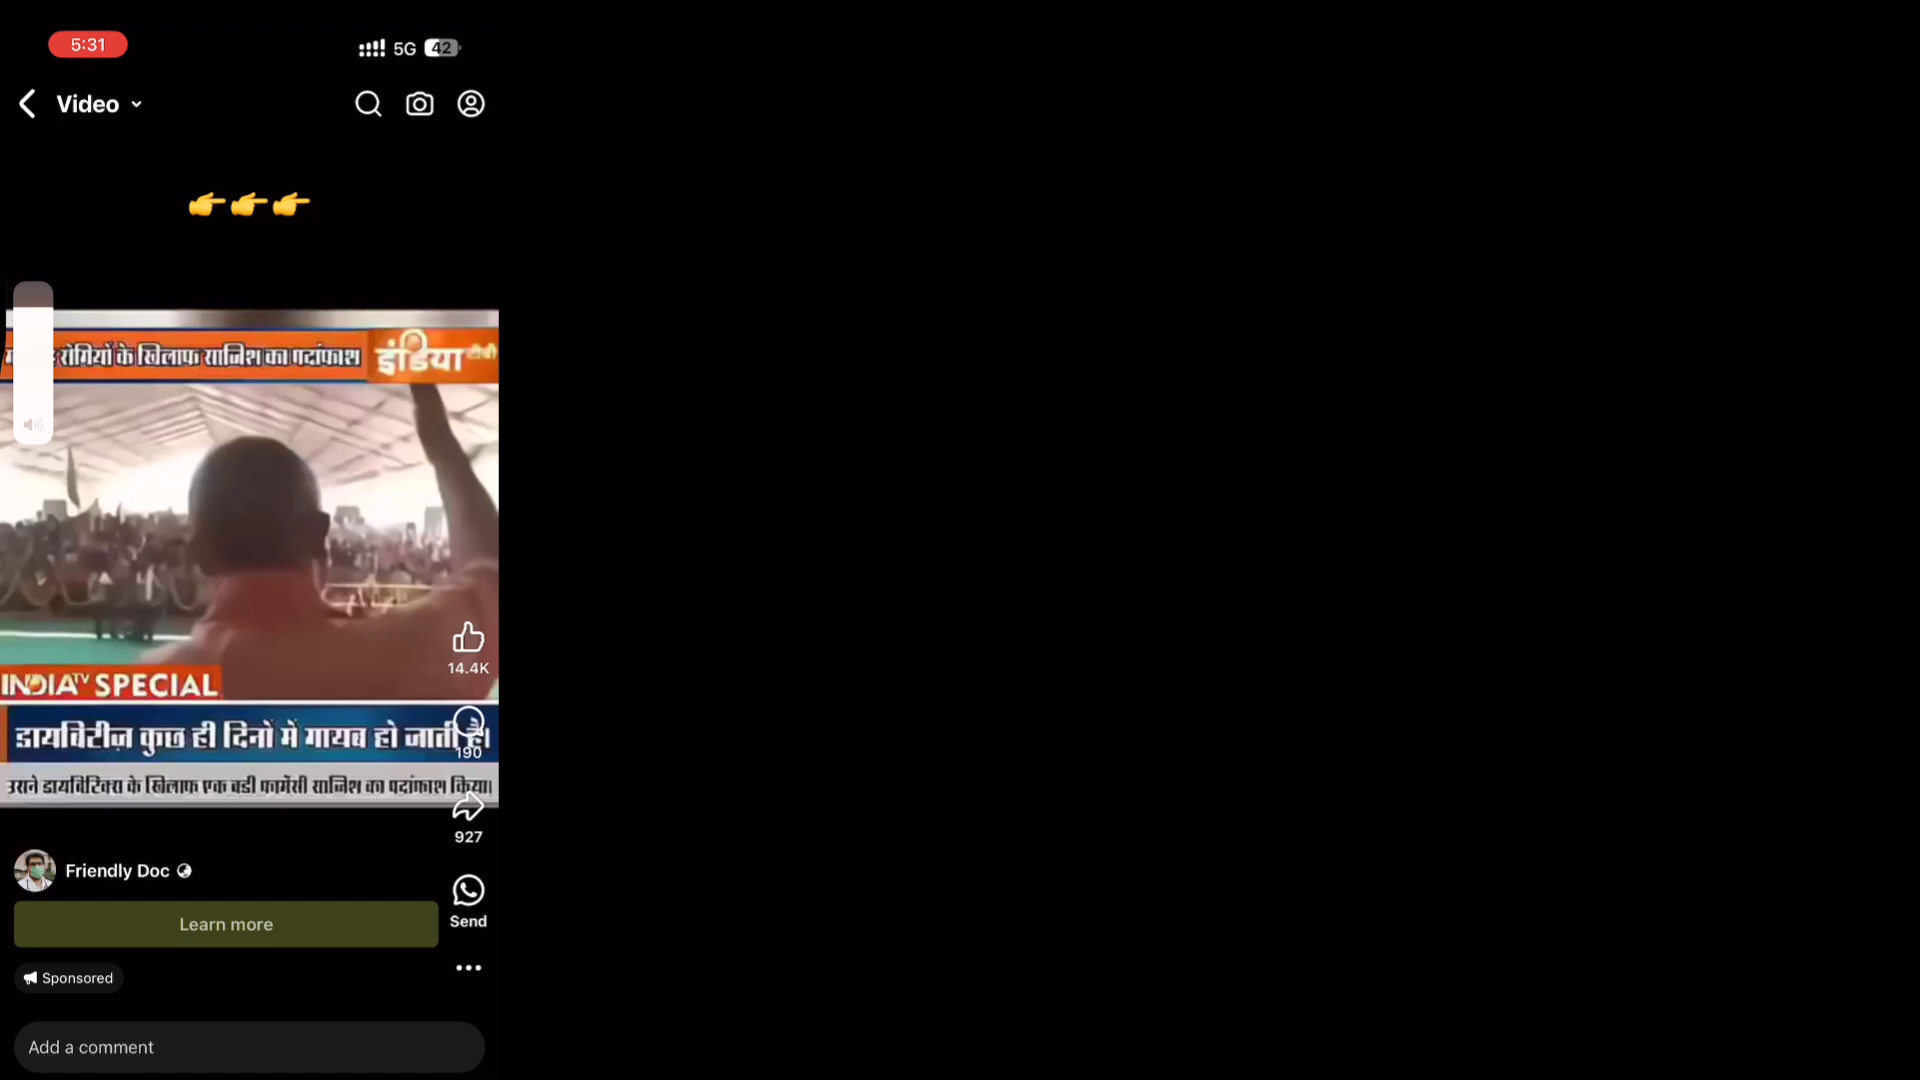 5:31
5G 42
Video
रोगियों के खिलाफ साजिश का पर्दाफाश
इंडिया टीवी
INDIA TV SPECIAL
14.4K
डायबिटीज़ कुछ ही दिनों में गायब हो जाती है।
190
उसने डायबिटिक्स के खिलाफ एक बडी फार्मेसी साजिश का पर्दाफाश किया।
927
Friendly Doc
Learn more
Send
Sponsored
Add a comment